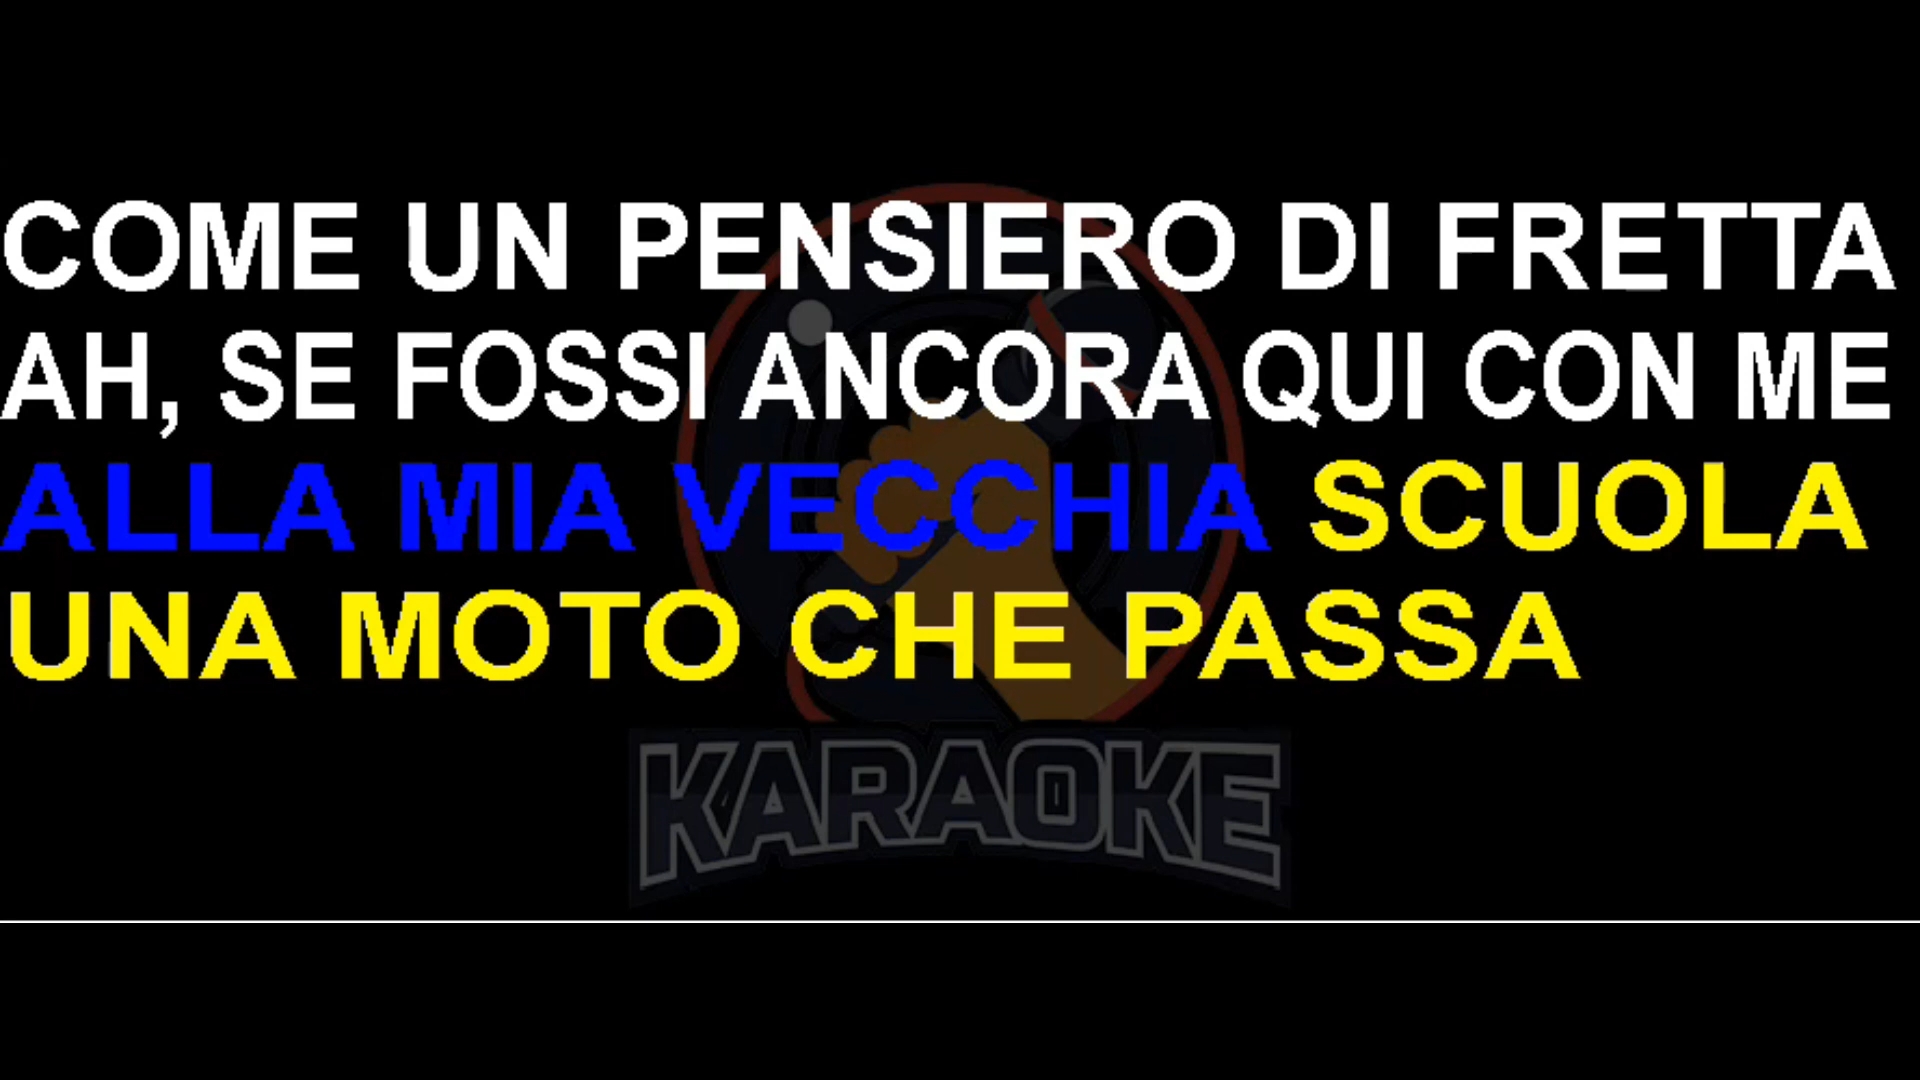 COME UN PENSIERO DI FRETTA
AH, SE FOSSI ANCORA QUI CON ME
ALLA MIA VECCHIA SCUOLA
UNA MOTO CHE PASSA
KARAOKE